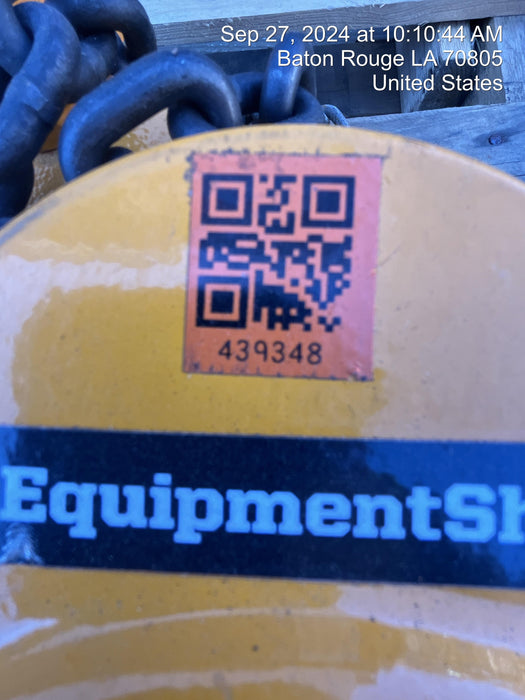 Sep 27, 2024 at 10:10:44 AM
Baton Rouge LA 70805
United States
439348
EquipmentSh